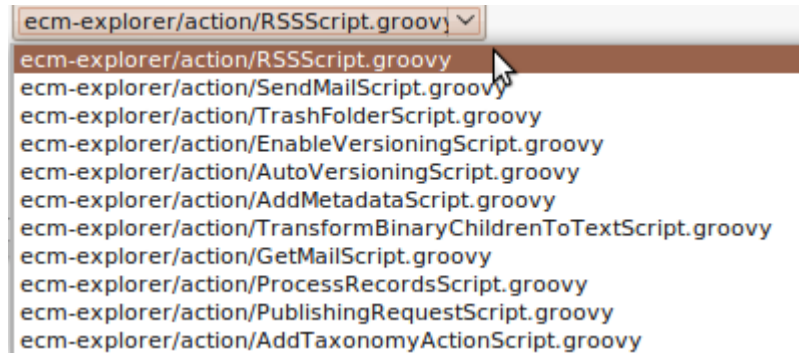 ecm-explorer/action/RSSScript.groovy
ecm-explorer/action/RSSScript.groovy
ecm-explorer/action/SendMailScript.groovy
ecm-explorer/action/TrashFolderScript.groovy
ecm-explorer/action/EnableVersioningScript.groovy
ecm-explorer/action/AutoVersioningScript.groovy
ecm-explorer/action/AddMetadataScript.groovy
ecm-explorer/action/TransformBinaryChildrenToTextScript.groovy
ecm-explorer/action/GetMailScript.groovy
ecm-explorer/action/ProcessRecordsScript.groovy
ecm-explorer/action/PublishingRequestScript.groovy
ecm-explorer/action/AddTaxonomyActionScript.groovy